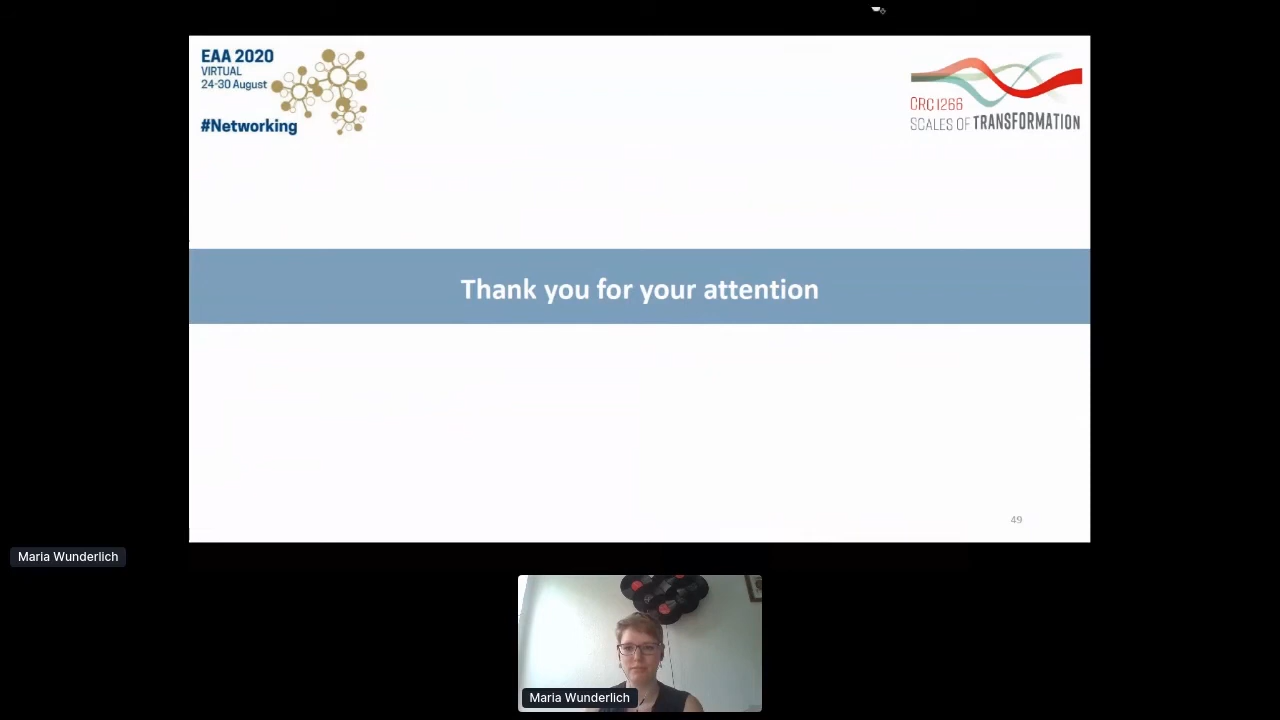 EAA 2020
VIRTUAL
24-30 August
#Networking
CRC 1266
SCALES OF TRANSFORMATION
Thank you for your attention
49
Maria Wunderlich
Maria Wunderlich